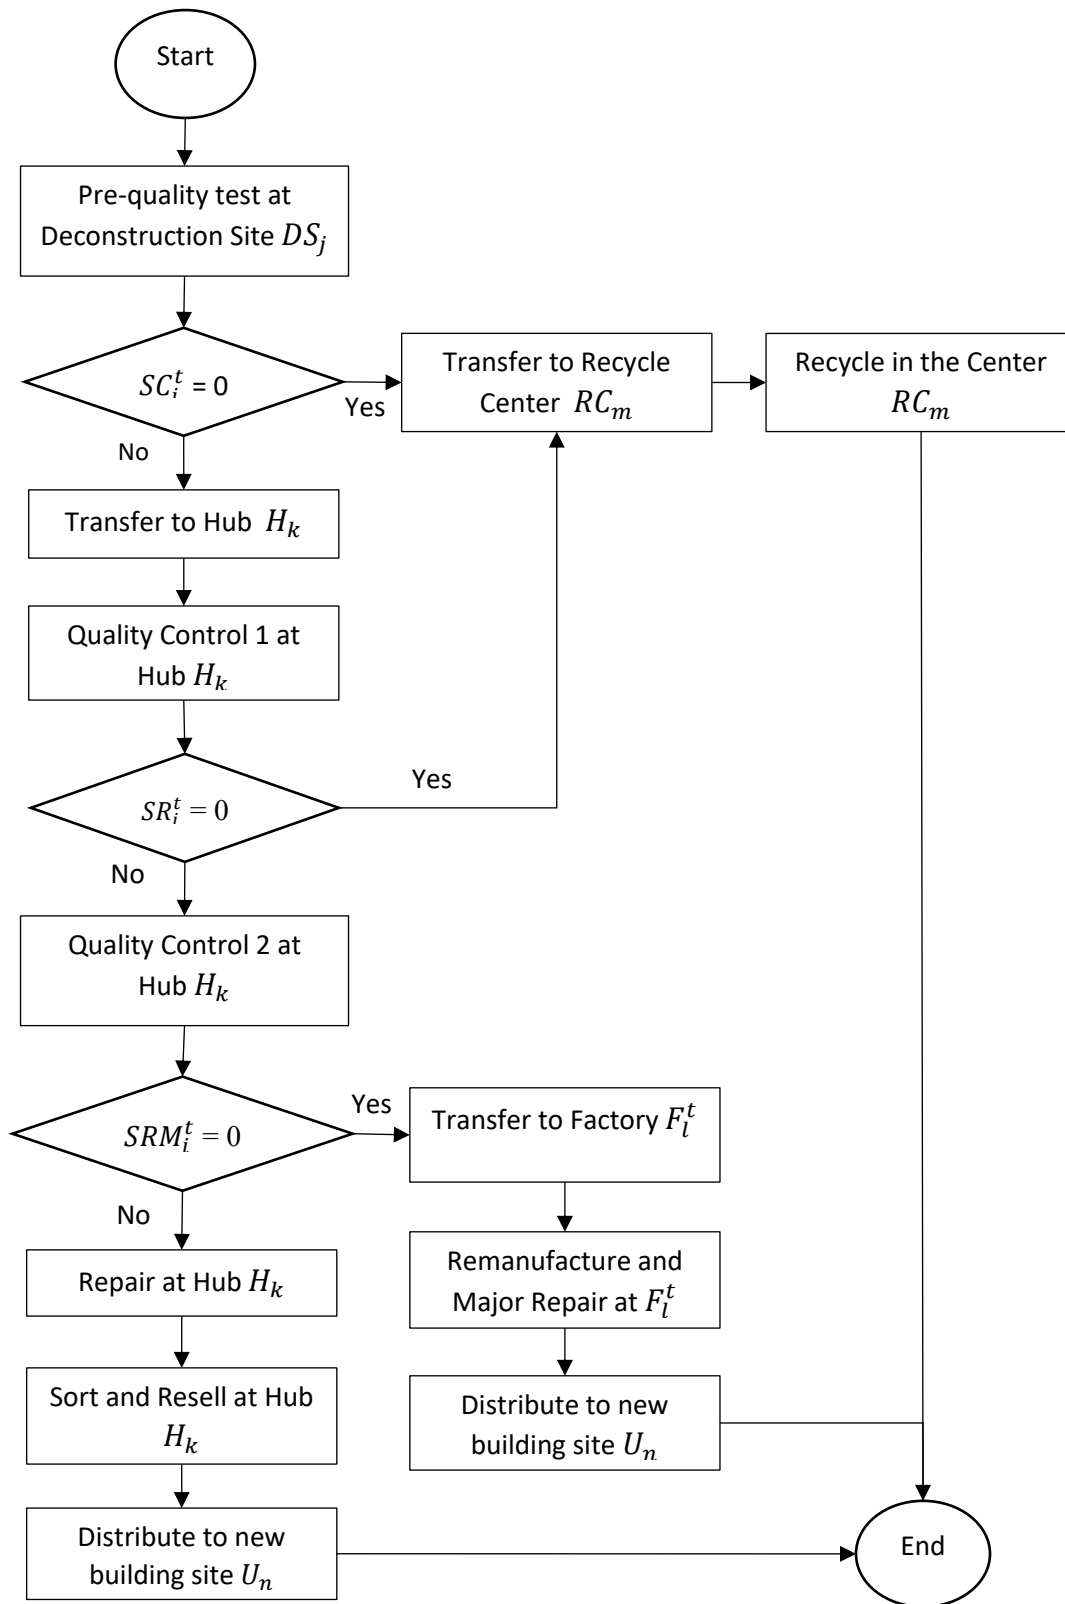 Start
Pre-quality test at
Deconstruction Site $DS_j$
$SC_i^t$ = 0
Yes
No
Transfer to Recycle
Center $RC_m$
Recycle in the Center
$RC_m$
Transfer to Hub $H_k$
Quality Control 1 at
Hub $H_k$
$SR_i^t$ = 0
Yes
No
Quality Control 2 at
Hub $H_k$
$SRM_i^t$ = 0
Yes
No
Transfer to Factory $F_l^t$
Remanufacture and
Major Repair at $F_l^t$
Distribute to new
building site $U_n$
Repair at Hub $H_k$
Sort and Resell at Hub
$H_k$
Distribute to new
building site $U_n$
End